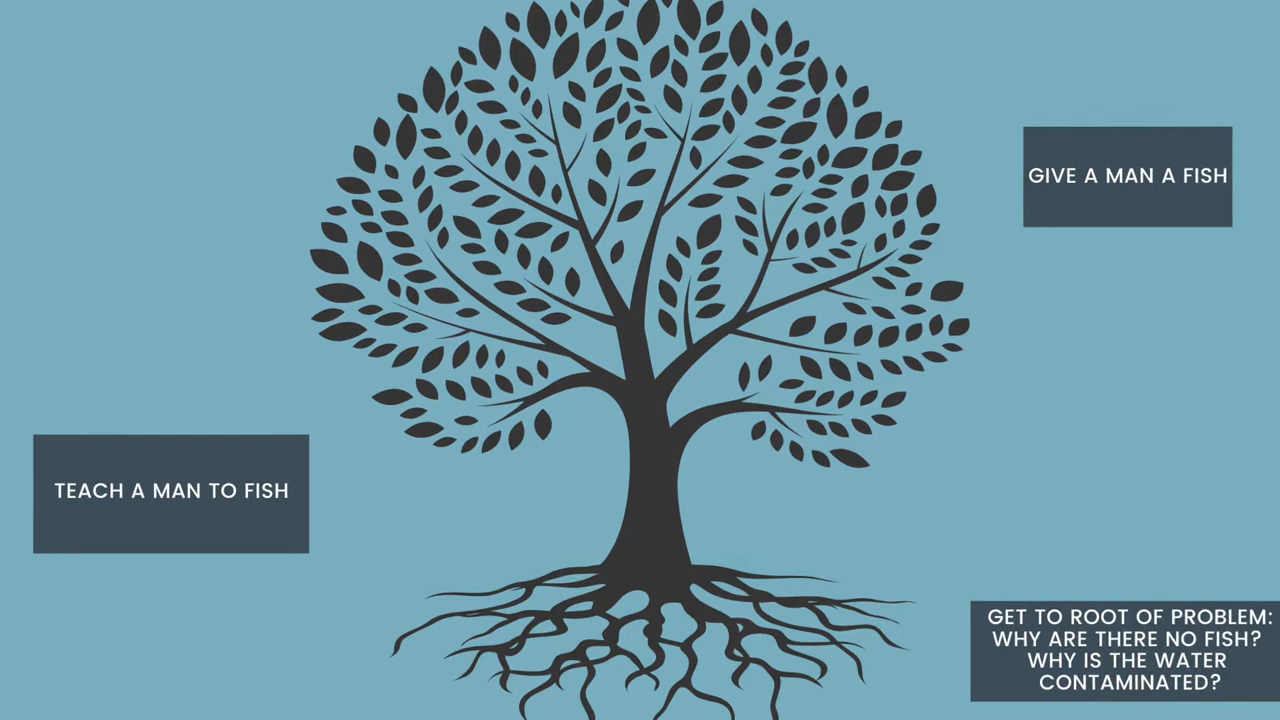 GIVE A MAN A FISH
TEACH A MAN TO FISH
GET TO ROOT OF PROBLEM:
WHY ARE THERE NO FISH?
WHY IS THE WATER
CONTAMINATED?